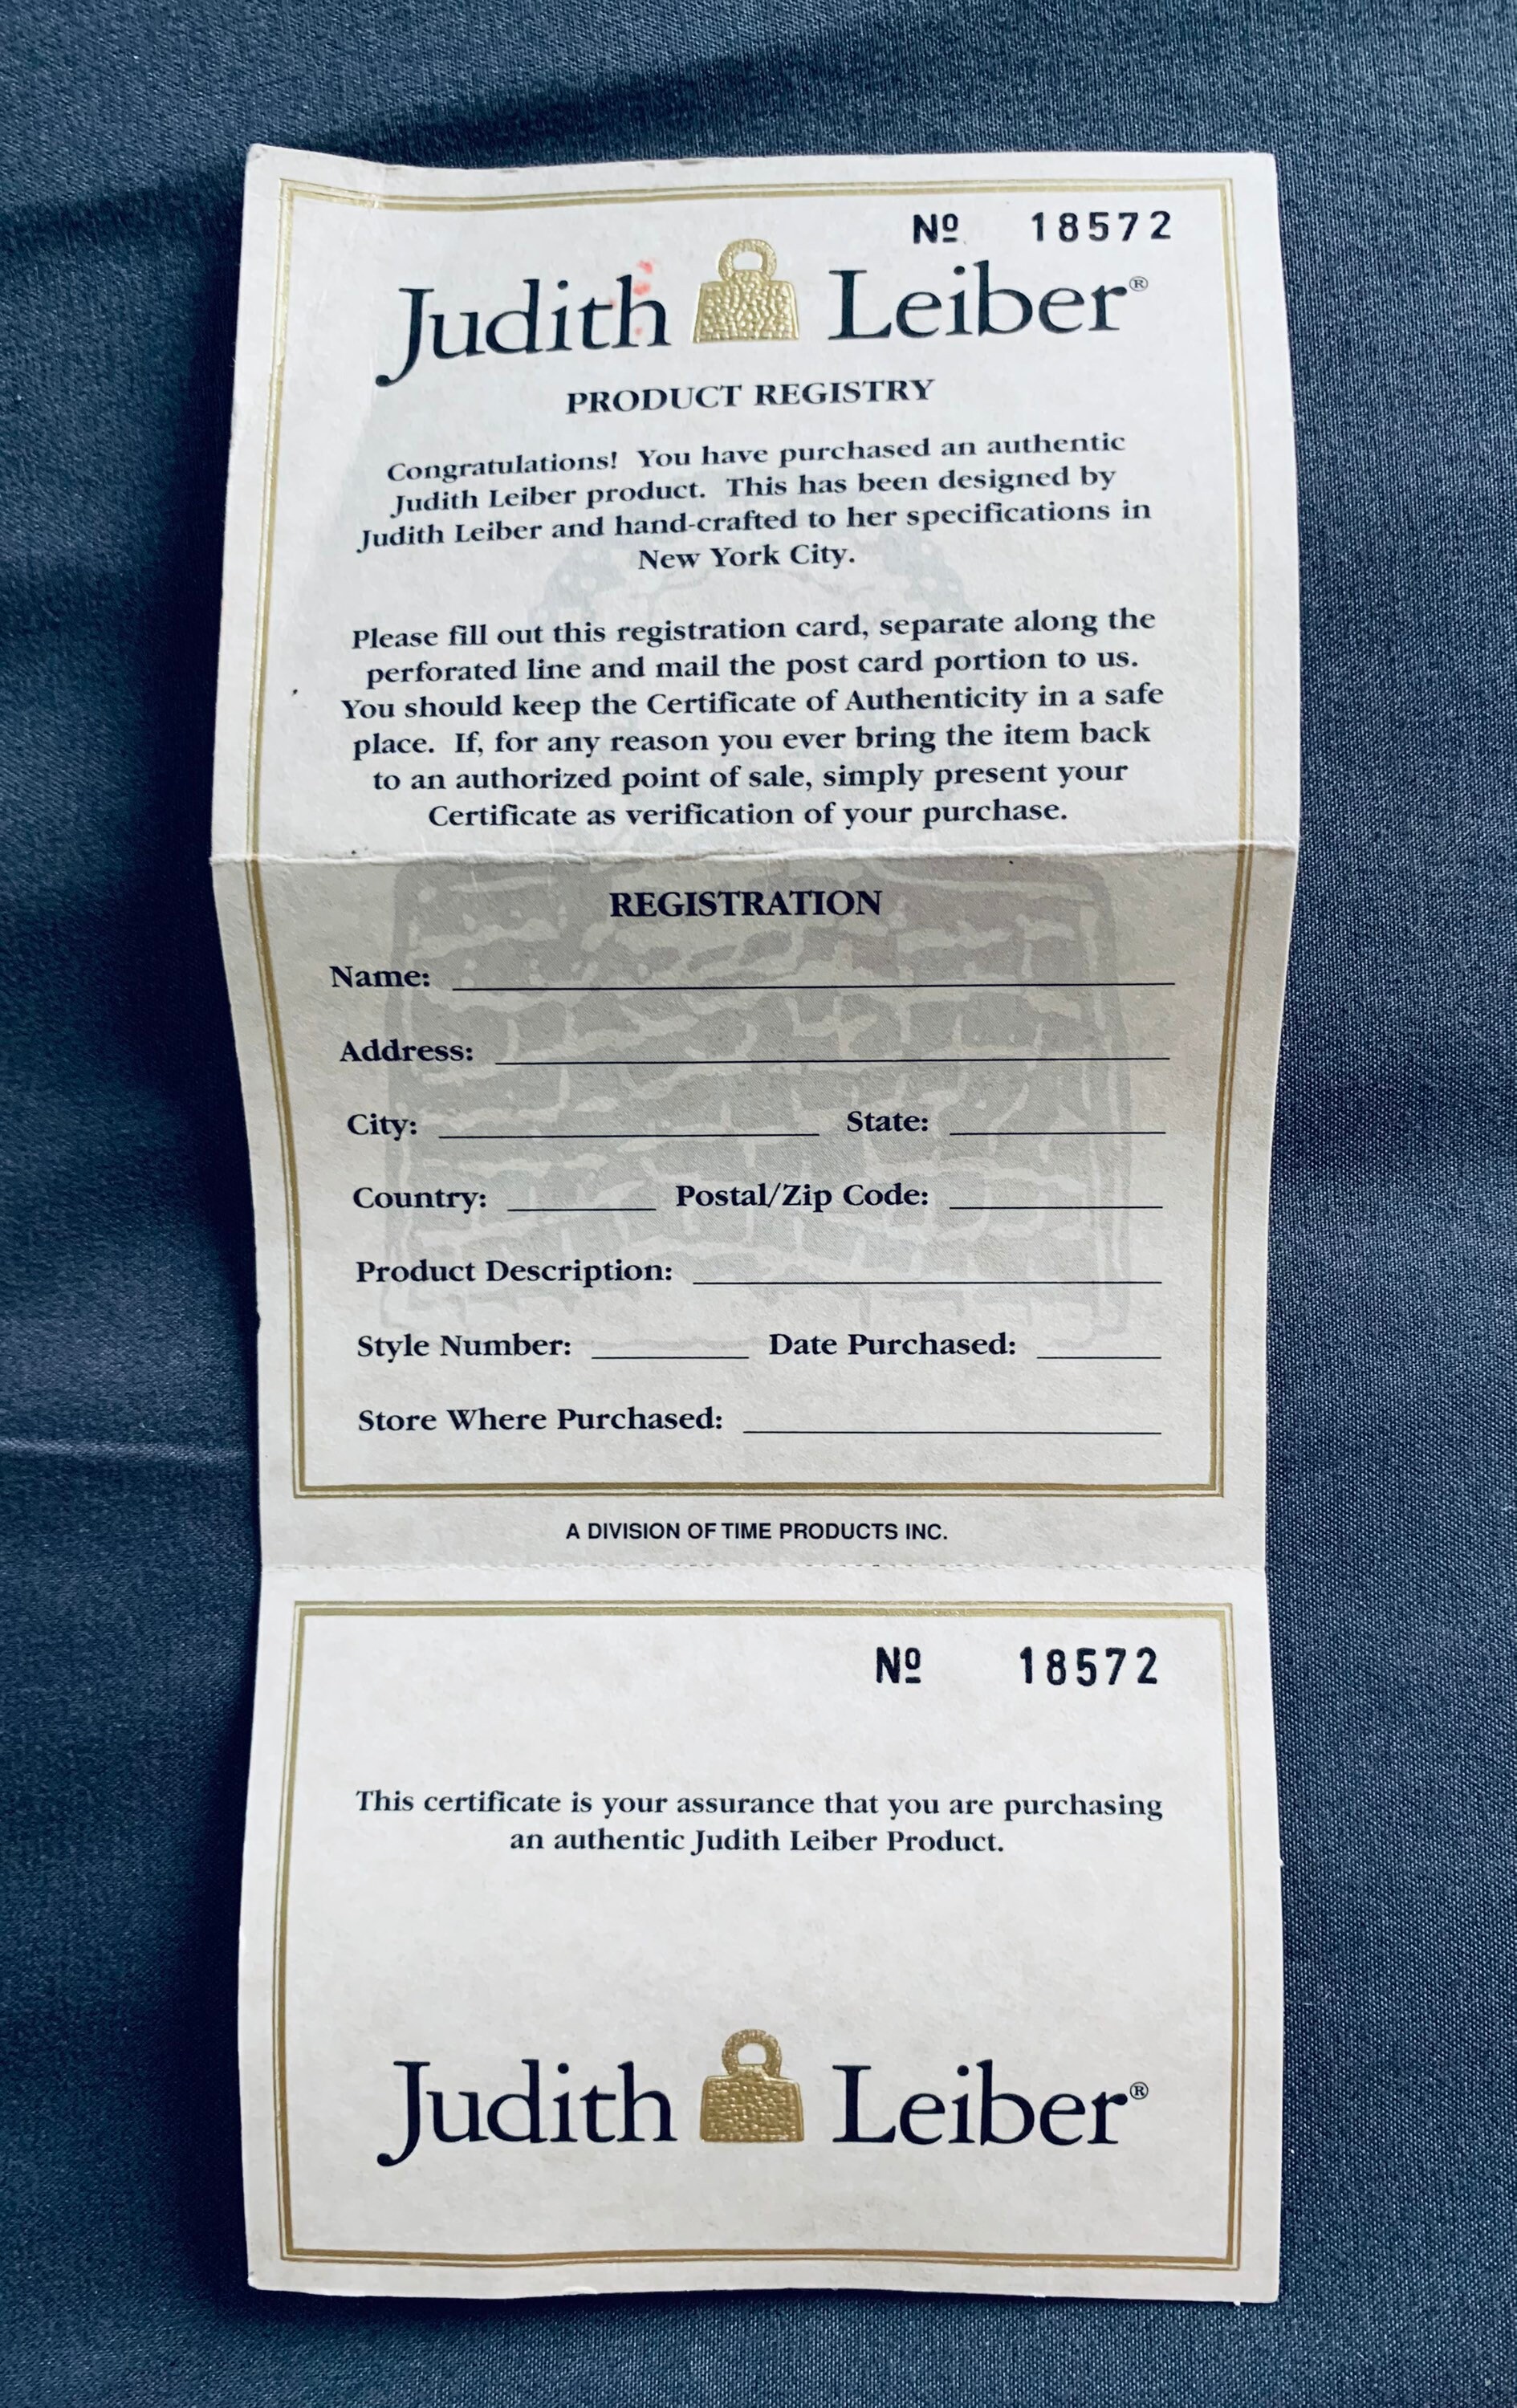 Nº 18572
Judith Leiber®
PRODUCT REGISTRY
Congratulations! You have purchased an authentic
Judith Leiber product. This has been designed by
Judith Leiber and hand-crafted to her specifications in
New York City.
Please fill out this registration card, separate along the
perforated line and mail the post card portion to us.
You should keep the Certificate of Authenticity in a safe
place. If, for any reason you ever bring the item back
to an authorized point of sale, simply present your
Certificate as verification of your purchase.
REGISTRATION
Name:
Address:
City: State:
Country: Postal/Zip Code:
Product Description:
Style Number: Date Purchased:
Store Where Purchased:
A DIVISION OF TIME PRODUCTS INC.
Nº 18572
This certificate is your assurance that you are purchasing
an authentic Judith Leiber Product.
Judith Leiber®